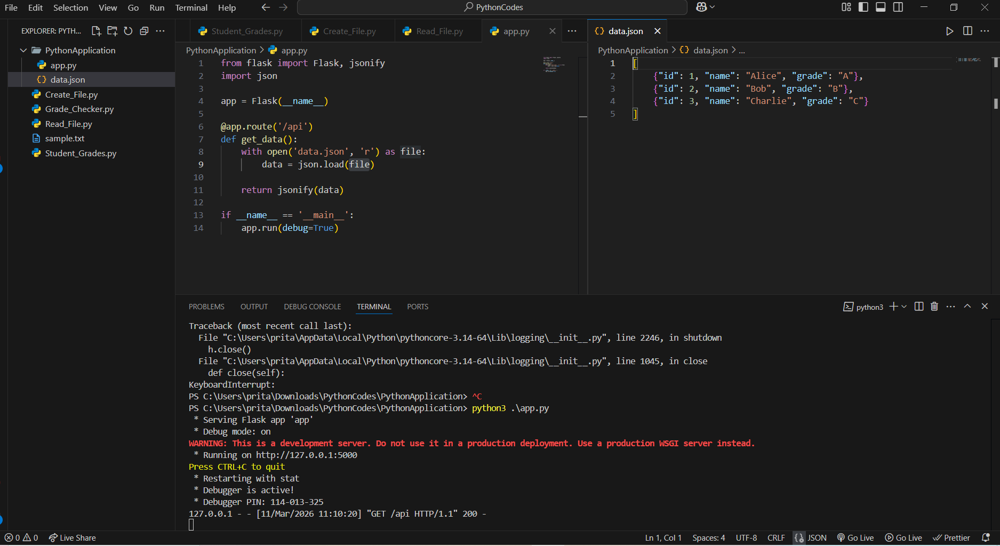 File Edit Selection View Go Run Terminal Help
PythonCodes
EXPLORER: PYTH...
PythonApplication
app.py
data.json
Create_File.py
Grade_Checker.py
Read_File.py
sample.txt
Student_Grades.py
Student_Grades.py Create_File.py Read_File.py app.py
PythonApplication > app.py
1 from flask import Flask, jsonify
2 import json
3
4 app = Flask(__name__)
5
6 @app.route('/api')
7 def get_data():
8 with open('data.json', 'r') as file:
9 data = json.load(file)
10
11 return jsonify(data)
12
13 if __name__ == '__main__':
14 app.run(debug=True)
data.json
PythonApplication > {} data.json > ...
1 [
2 {"id": 1, "name": "Alice", "grade": "A"},
3 {"id": 2, "name": "Bob", "grade": "B"},
4 {"id": 3, "name": "Charlie", "grade": "C"}
5 ]
PROBLEMS OUTPUT DEBUG CONSOLE TERMINAL PORTS
python3
Traceback (most recent call last):
File "C:\Users\prita\AppData\Local\Python\pythoncore-3.14-64\Lib\logging\__init__.py", line 2246, in shutdown
h.close()
File "C:\Users\prita\AppData\Local\Python\pythoncore-3.14-64\Lib\logging\__init__.py", line 1045, in close
def close(self):
KeyboardInterrupt:
PS C:\Users\prita\Downloads\PythonCodes\PythonApplication> ^C
PS C:\Users\prita\Downloads\PythonCodes\PythonApplication> python3 .\app.py
* Serving Flask app 'app'
* Debug mode: on
WARNING: This is a development server. Do not use it in a production deployment. Use a production WSGI server instead.
* Running on http://127.0.0.1:5000
Press CTRL+C to quit
* Restarting with stat
* Debugger is active!
* Debugger PIN: 114-013-325
127.0.0.1 - - [11/Mar/2026 11:10:20] "GET /api HTTP/1.1" 200 -
0 0 Live Share
Ln 1, Col 1 Spaces: 4 UTF-8 CRLF JSON Go Live Go Live Prettier